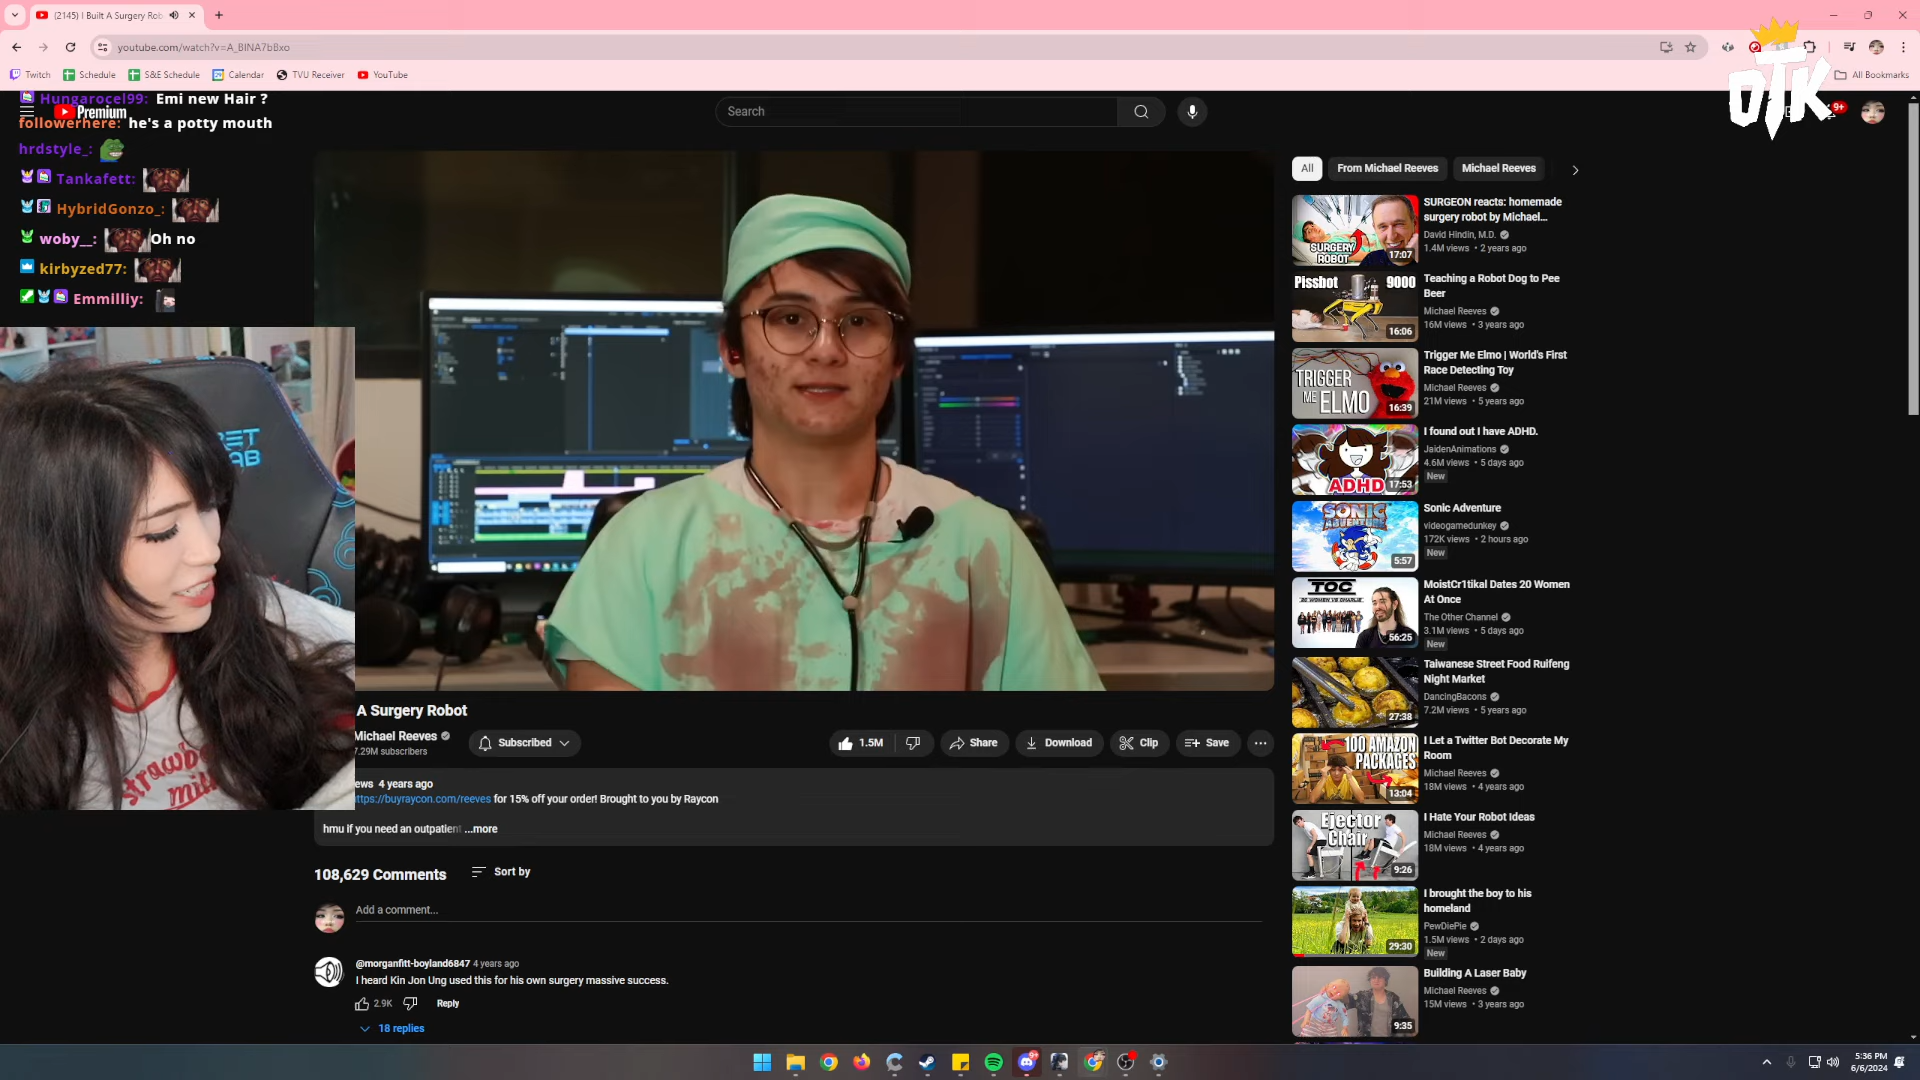 (2145) I Built A Surgery Rob
youtube.com/watch?v=A_BINA7bBxo
Twitch
Schedule
S&E Schedule
Calendar
TVU Receiver
YouTube
All Bookmarks
OTK
Hungarocel99: Emi new Hair ?
followerhere: he's a potty mouth
hrdstyle_:
Tankafett:
HybridGonzo_:
woby__: Oh no
kirbyzed77:
Emmilliy:
Premium
Search
9+
strawb
mil
A Surgery Robot
Michael Reeves
7.29M subscribers
Subscribed
1.5M
Share
Download
Clip
Save
ews 4 years ago
ttps://buyraycon.com/reeves for 15% off your order! Brought to you by Raycon
hmu if you need an outpatient ...more
108,629 Comments
Sort by
Add a comment...
@morganfitt-boyland6847 4 years ago
I heard Kin Jon Ung used this for his own surgery massive success.
2.9K
Reply
18 replies
All
From Michael Reeves
Michael Reeves
SURGERY
ROBOT
17:07
SURGEON reacts: homemade
surgery robot by Michael...
David Hindin, M.D.
1.4M views • 2 years ago
Pissbot 9000
16:06
Teaching a Robot Dog to Pee
Beer
Michael Reeves
16M views • 3 years ago
TRIGGER
ME ELMO
16:39
Trigger Me Elmo | World's First
Race Detecting Toy
Michael Reeves
21M views • 5 years ago
ADHD
17:53
I found out I have ADHD.
JaidenAnimations
4.6M views • 5 days ago
New
SONIC
ADVENTURE
5:57
Sonic Adventure
videogamedunkey
172K views • 2 hours ago
New
TOC
20 WOMEN VS CHARLIE
56:25
MoistCr1tikal Dates 20 Women
At Once
The Other Channel
3.1M views • 5 days ago
New
27:38
Taiwanese Street Food Ruifeng
Night Market
DancingBacons
7.2M views • 5 years ago
100 AMAZON
PACKAGES
13:04
I Let a Twitter Bot Decorate My
Room
Michael Reeves
18M views • 4 years ago
Ejector
Chair
9:26
I Hate Your Robot Ideas
Michael Reeves
18M views • 4 years ago
29:30
I brought the boy to his
homeland
PewDiePie
1.5M views • 2 days ago
New
9:35
Building A Laser Baby
Michael Reeves
15M views • 3 years ago
5:36 PM
6/6/2024